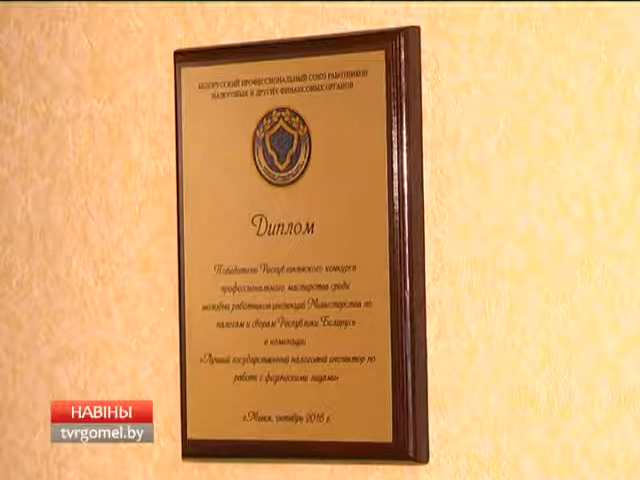 БЕЛОРУССКИЙ ПРОФЕССИОНАЛЬНЫЙ СОЮЗ РАБОТНИКОВ
НАЛОГОВЫХ И ДРУГИХ ФИНАНСОВЫХ ОРГАНОВ
Диплом
Победителю Республиканского конкурса
профессионального мастерства среди
молодых работников инспекций Министерства по
налогам и сборам Республики Беларусь
в номинации
«Лучший государственный налоговый инспектор по
работе с физическими лицами»
г.Минск, октябрь 2016 г.
НАВІНЫ
tvrgomel.by